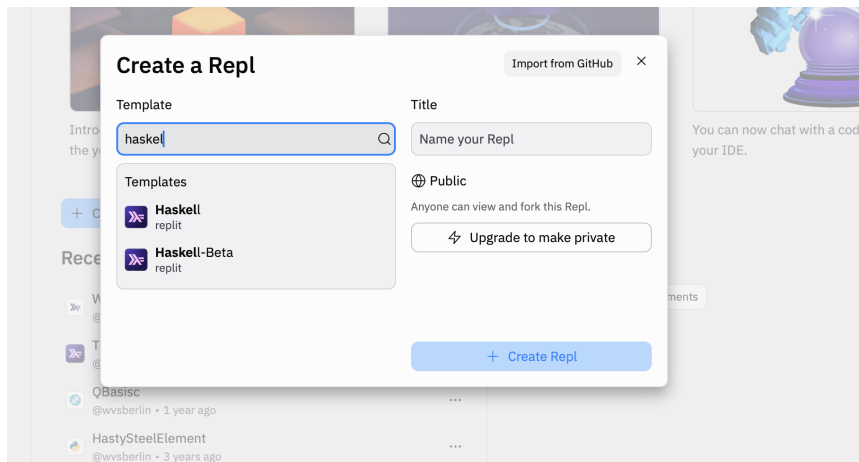 Create a Repl
Import from GitHub
Template
haskel
Templates
Haskell
replit
Haskell-Beta
replit
Title
Name your Repl
Public
Anyone can view and fork this Repl.
Upgrade to make private
+ Create Repl
Intro
the y
You can now chat with a cod
your IDE.
+ C
Rece
W
@
T
@
ments
QBasisc
@wvsberlin • 1 year ago
...
HastySteelElement
@wvsberlin • 3 years ago
...